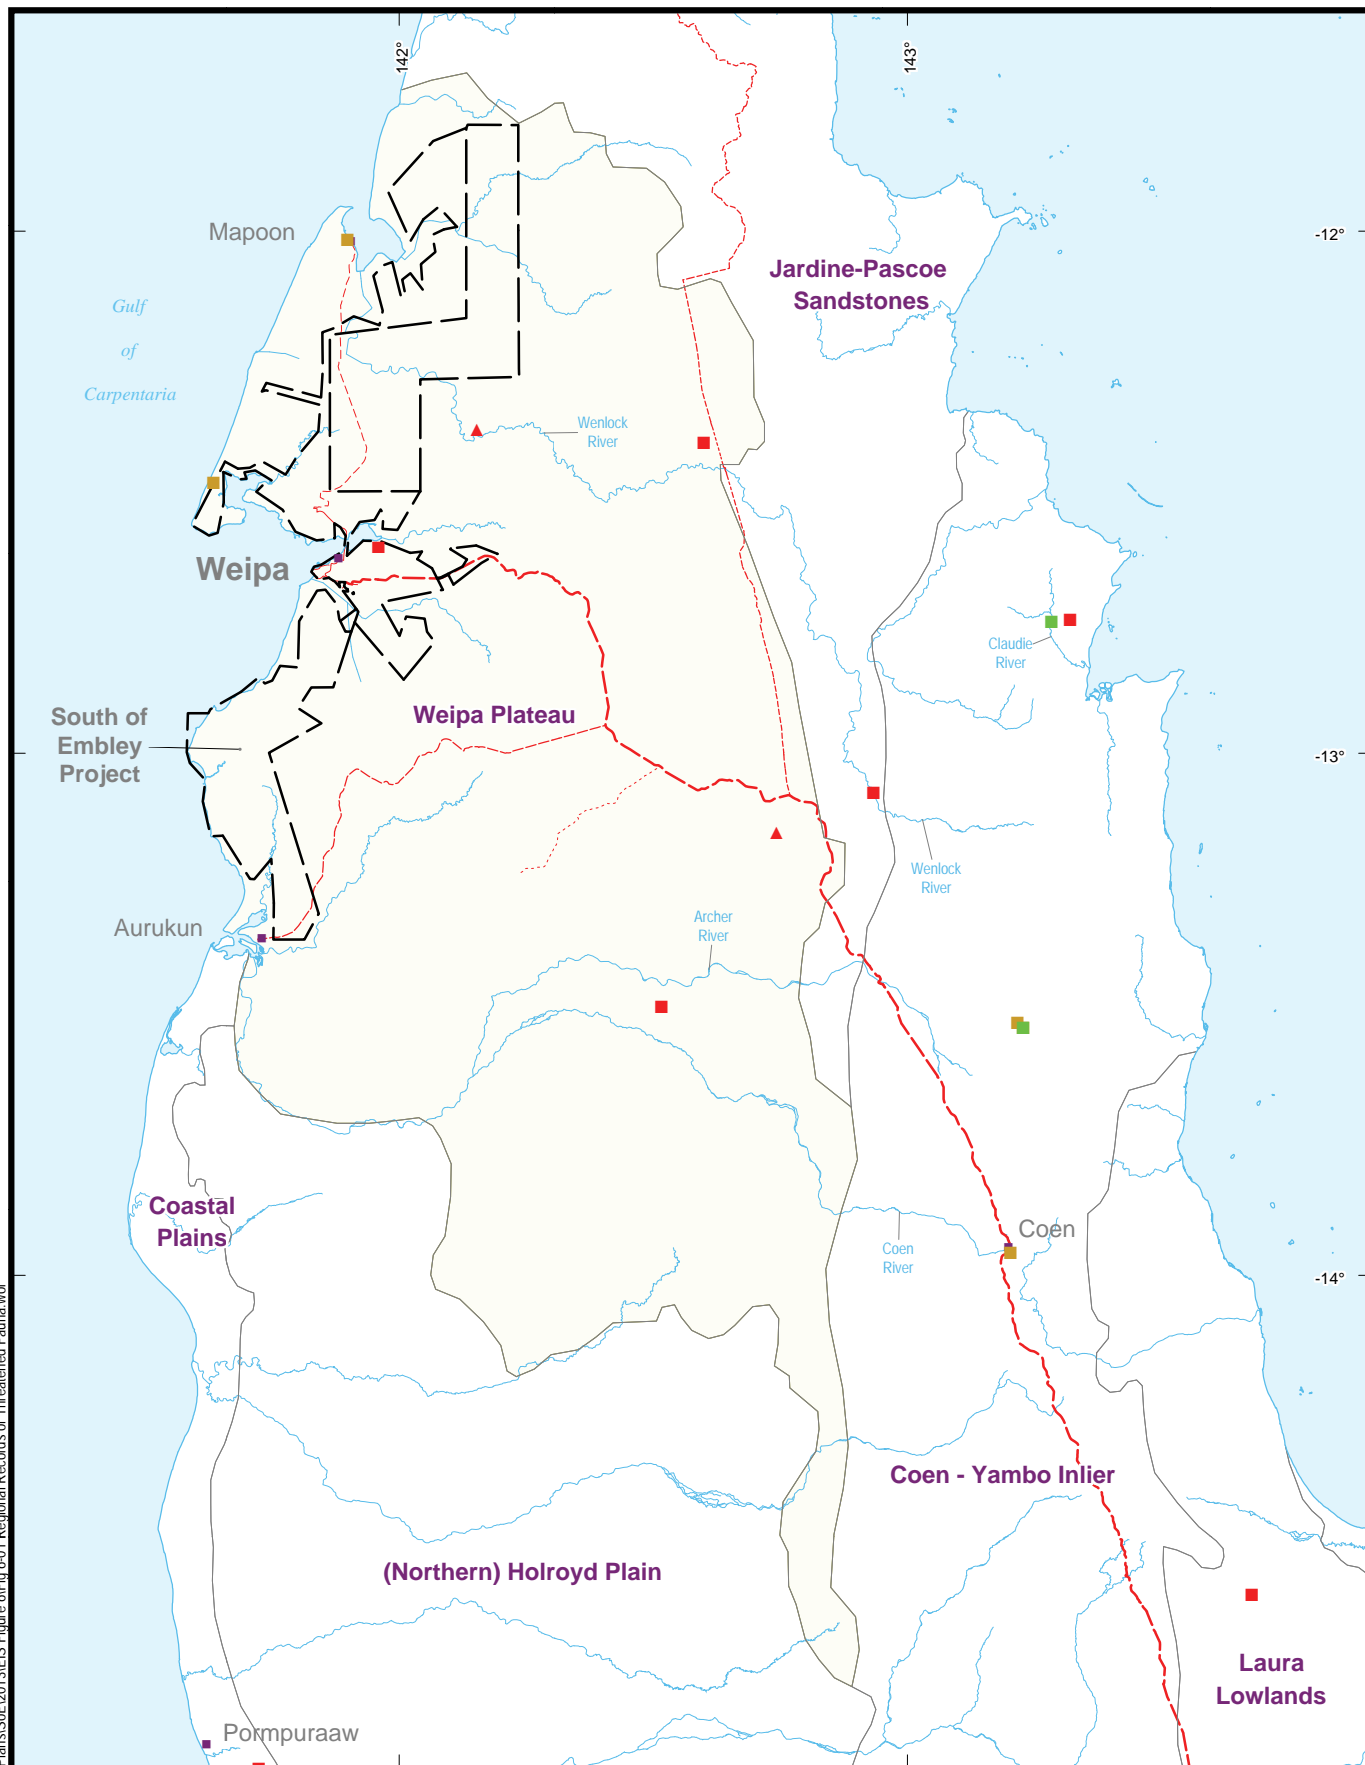 142°
143°
Mapoon
-12°
Jardine-Pascoe
Sandstones
Gulf
of
Carpentaria
Wenlock
River
Weipa
Claudie
River
South of
Embley
Project
Weipa Plateau
-13°
Wenlock
River
Archer
River
Aurukun
Coastal
Plains
Coen
Coen
River
-14°
Coen - Yambo Inlier
(Northern) Holroyd Plain
Laura
Lowlands
Pormpuraaw